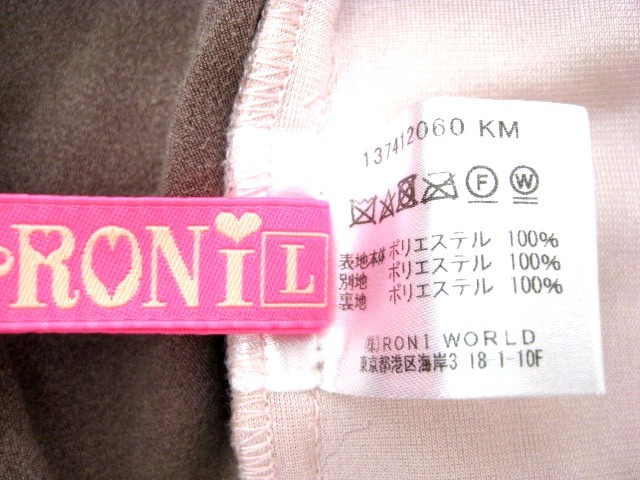 RONI L
137412060 KM
F W
表地本体 ポリエステル 100%
別地 ポリエステル 100%
裏地 ポリエステル 100%
(株)RONI WORLD
東京都港区海岸3 18-1-10F